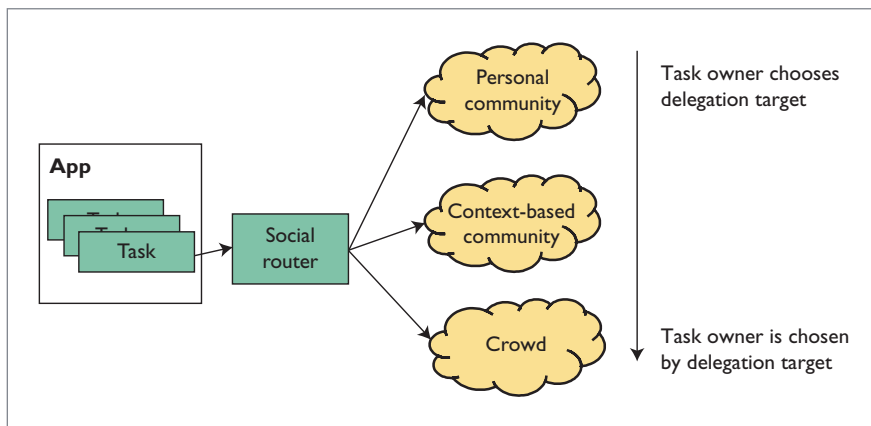 Personal
community
Task owner chooses
delegation target
App
Task
Social
router
Context-based
community
Crowd
Task owner is chosen
by delegation target